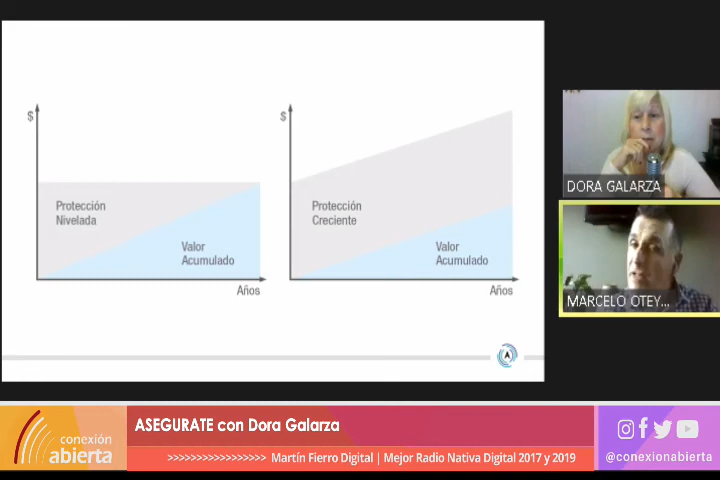 $
Protección
Nivelada
Valor
Acumulado
Años
$
Protección
Creciente
Valor
Acumulado
Años
A
DORA GALARZA
MARCELO OTEY...
conexión
abierta
ASEGURATE con Dora Galarza
>>>>>>>>>>>>>>>>> Martín Fierro Digital | Mejor Radio Nativa Digital 2017 y 2019
@conexionabierta